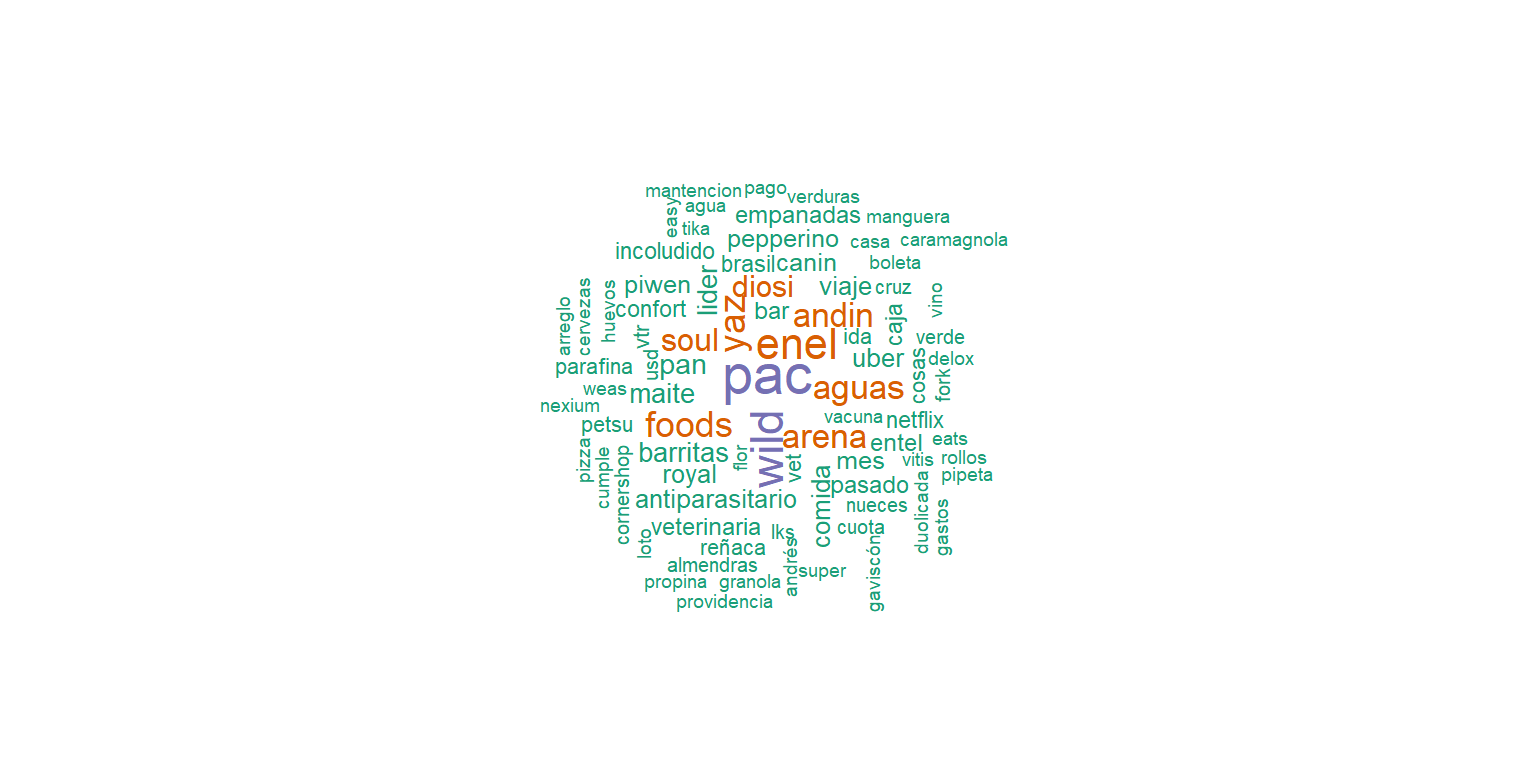 mantencion pago verduras
easy agua empanadas manguera
tika pepperino casa caramagnola
incoludido brasil canin boleta
piwen lider diosi viaje cruz
arreglo cervezas huevos confort yaz bar andin caja vino
vtr soul enel ida verde
parafina usd pan pac uber cosas delox
weas maite aguas fork
nexium petsu foods wild arena vacuna netflix
pizza barritas flor vet entel eats
cumple cornershop royal mes vitis rollos
antiparasitario comida pasado pipeta
veterinaria lks nueces duolicada gastos
loto reñaca andrés cuota
almendras super gaviscón
propina granola
providencia